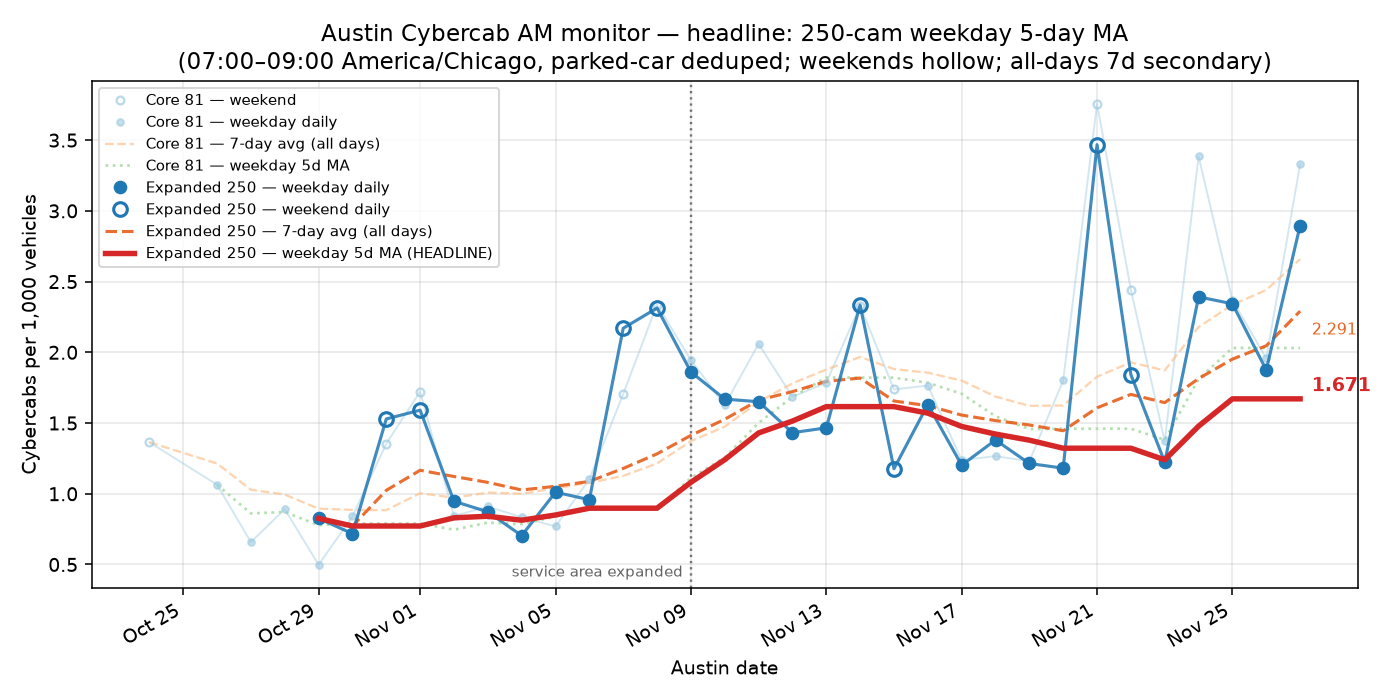 Austin Cybercab AM monitor — headline: 250-cam weekday 5-day MA
(07:00–09:00 America/Chicago, parked-car deduped; weekends hollow; all-days 7d secondary)
Core 81 — weekend
Core 81 — weekday daily
Core 81 — 7-day avg (all days)
Core 81 — weekday 5d MA
Expanded 250 — weekday daily
Expanded 250 — weekend daily
Expanded 250 — 7-day avg (all days)
Expanded 250 — weekday 5d MA (HEADLINE)
Cybercabs per 1,000 vehicles
3.5
3.0
2.5
2.0
1.5
1.0
0.5
2.291
1.671
service area expanded
Oct 25
Oct 29
Nov 01
Nov 05
Nov 09
Nov 13
Nov 17
Nov 21
Nov 25
Austin date